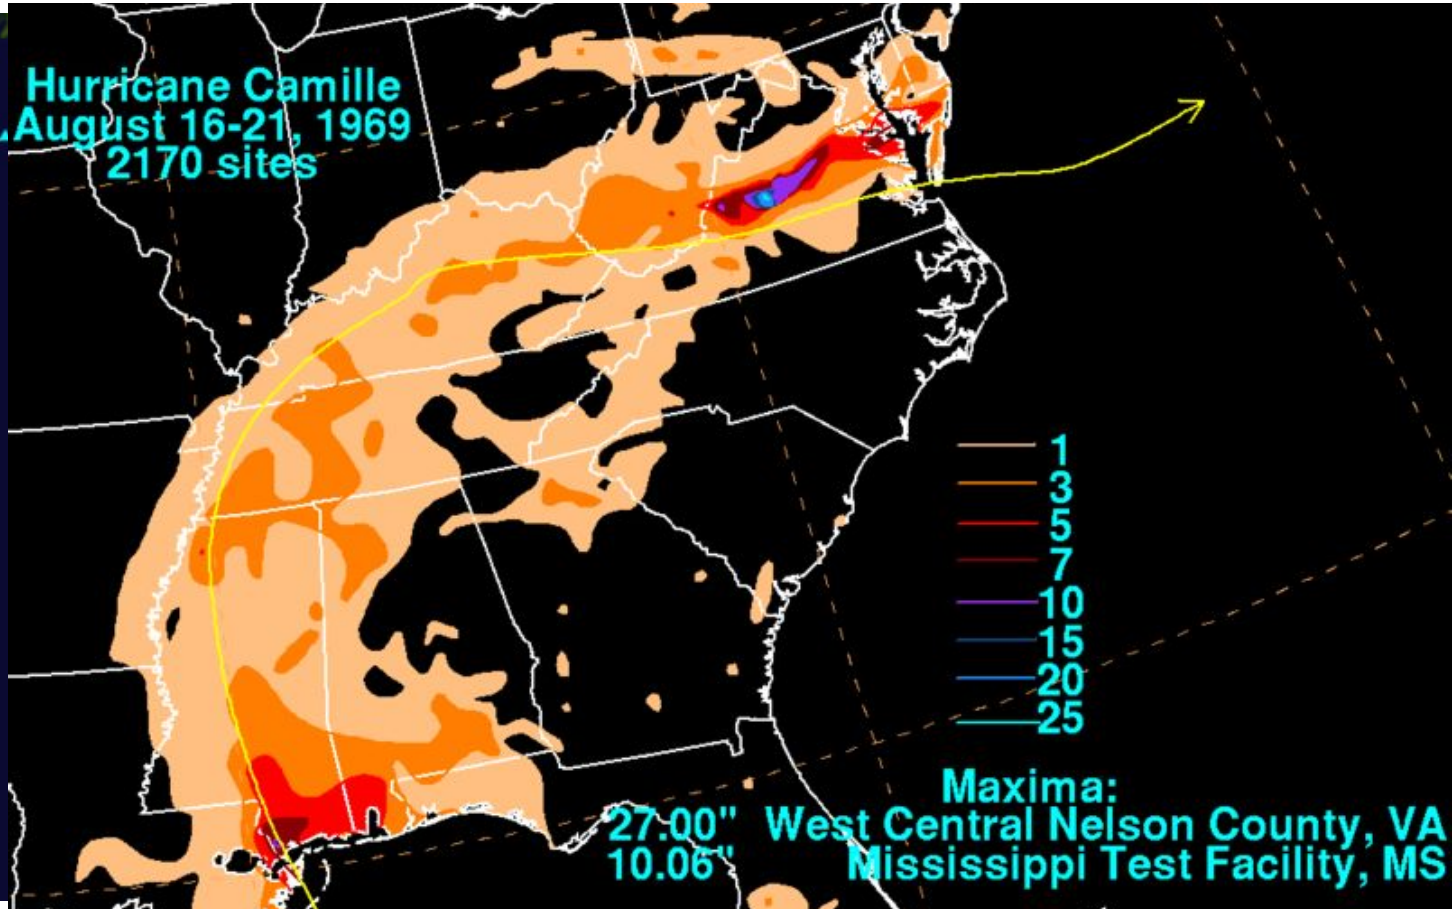 Hurricane Camille
August 16-21, 1969
2170 sites
1
3
5
7
10
15
20
25
Maxima:
27.00" West Central Nelson County, VA
10.06" Mississippi Test Facility, MS